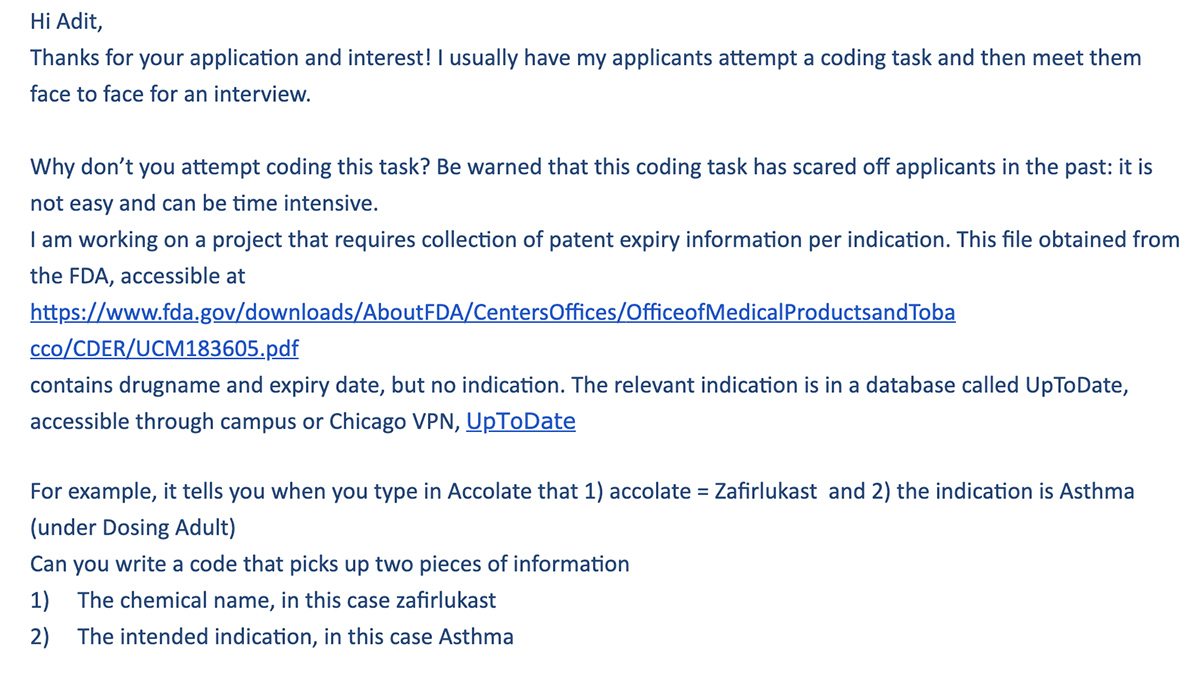 Hi Adit,
Thanks for your application and interest! I usually have my applicants attempt a coding task and then meet them
face to face for an interview.
Why don’t you attempt coding this task? Be warned that this coding task has scared off applicants in the past: it is
not easy and can be time intensive.
I am working on a project that requires collection of patent expiry information per indication. This file obtained from
the FDA, accessible at
https://www.fda.gov/downloads/AboutFDA/CentersOffices/OfficeofMedicalProductsandToba
cco/CDER/UCM183605.pdf
contains drugname and expiry date, but no indication. The relevant indication is in a database called UpToDate,
accessible through campus or Chicago VPN, UpToDate
For example, it tells you when you type in Accolate that 1) accolate = Zafirlukast  and 2) the indication is Asthma
(under Dosing Adult)
Can you write a code that picks up two pieces of information
1) The chemical name, in this case zafirlukast
2) The intended indication, in this case Asthma